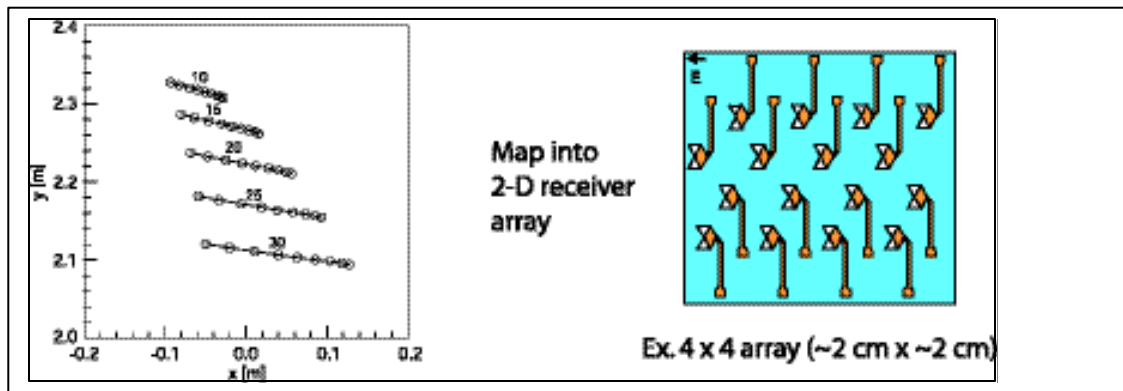 2.4
2.3
2.2
2.1
2.0
y [m]
10
15
20
25
30
-0.2
-0.1
0.0
0.1
0.2
x [m]
Map into
2-D receiver
array
E
Ex. 4 x 4 array (~2 cm x ~2 cm)